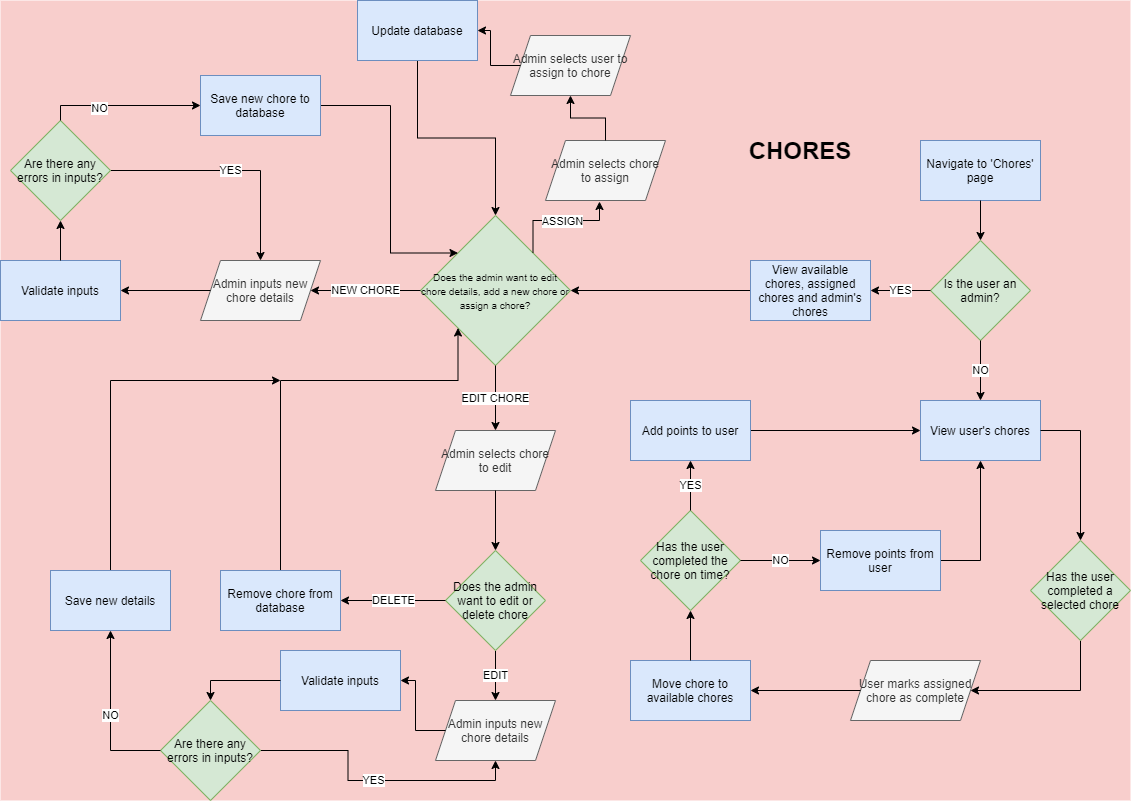 Update database
Admin selects user to
assign to chore
NO
Save new chore to
database
Are there any
errors in inputs?
YES
Admin selects chore
to assign
CHORES
Navigate to 'Chores'
page
ASSIGN
Validate inputs
Admin inputs new
chore details
NEW CHORE
Does the admin want to edit
chore details, add a new chore or
assign a chore?
View available
chores, assigned
chores and admin's
chores
YES
Is the user an
admin?
NO
EDIT CHORE
Admin selects chore
to edit
Add points to user
View user's chores
YES
Has the user
completed the
chore on time?
NO
Remove points from
user
Has the user
completed a
selected chore
Save new details
Remove chore from
database
DELETE
Does the admin
want to edit or
delete chore
EDIT
Validate inputs
Move chore to
available chores
User marks assigned
chore as complete
NO
Are there any
errors in inputs?
YES
Admin inputs new
chore details